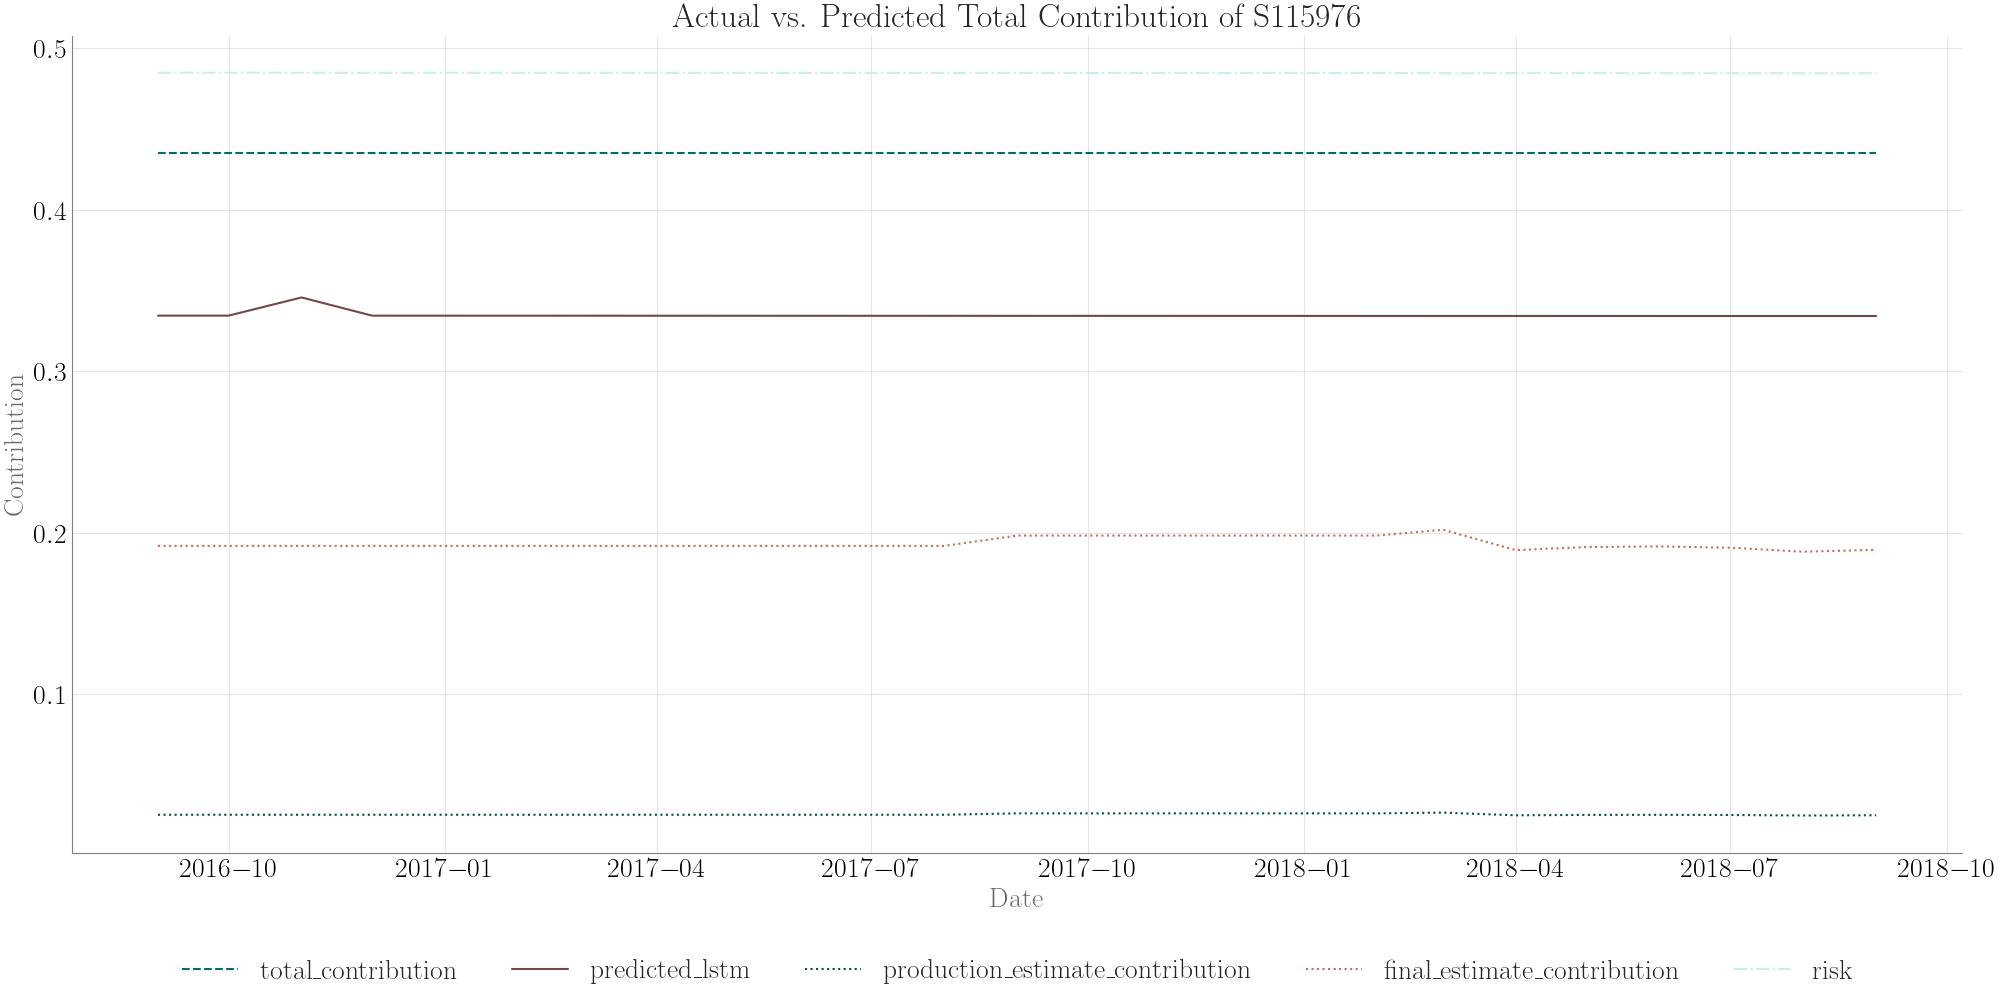 Actual vs. Predicted Total Contribution of S115976
0.5
0.4
0.3
0.2
0.1
Contribution
2016–10 2017–01 2017–04 2017–07 2017–10 2018–01 2018–04 2018–07 2018–10
Date
total_contribution predicted_lstm production_estimate_contribution final_estimate_contribution risk